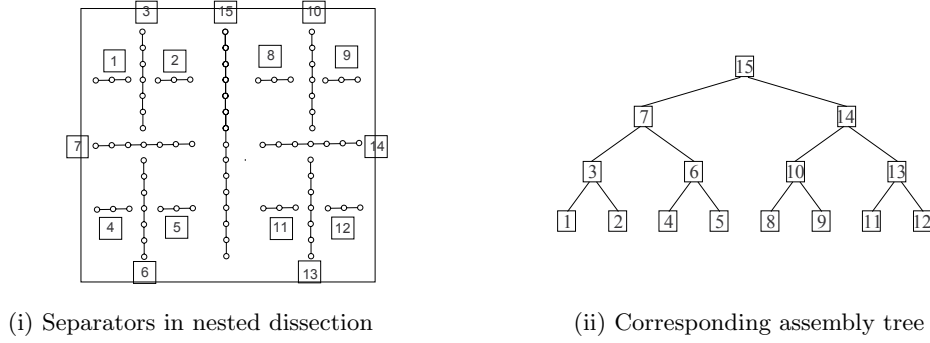 3 15 10
1 2 8 9
7 14
4 5 11 12
6 13
(i) Separators in nested dissection
15
7 14
3 6 10 13
1 2 4 5 8 9 11 12
(ii) Corresponding assembly tree